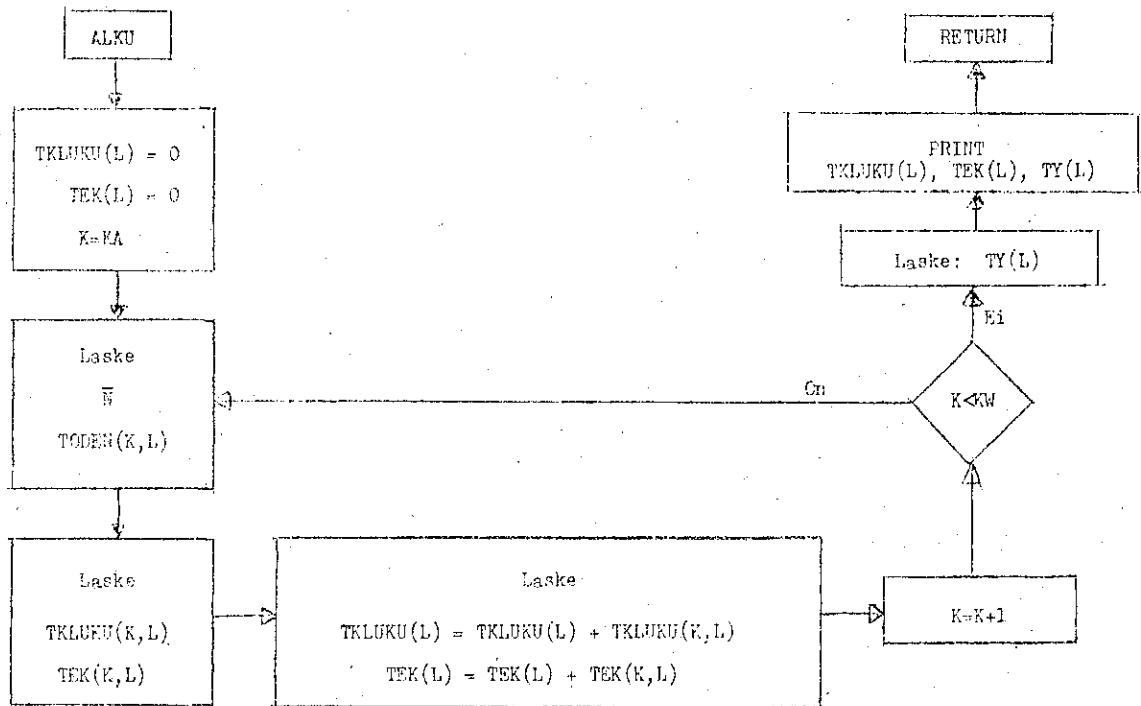 ALKU
TKLUKU(L) = 0
TEK(L) = 0
K=KA
Laske
N̅
TODEN(K,L)
Laske
TKLUKU(K,L)
TEK(K,L)
Laske
TKLUKU(L) = TKLUKU(L) + TKLUKU(K,L)
TEK(L) = TEK(L) + TEK(K,L)
K=K+1
K<KW
On
Ei
Laske: TY(L)
PRINT
TKLUKU(L), TEK(L), TY(L)
RETURN